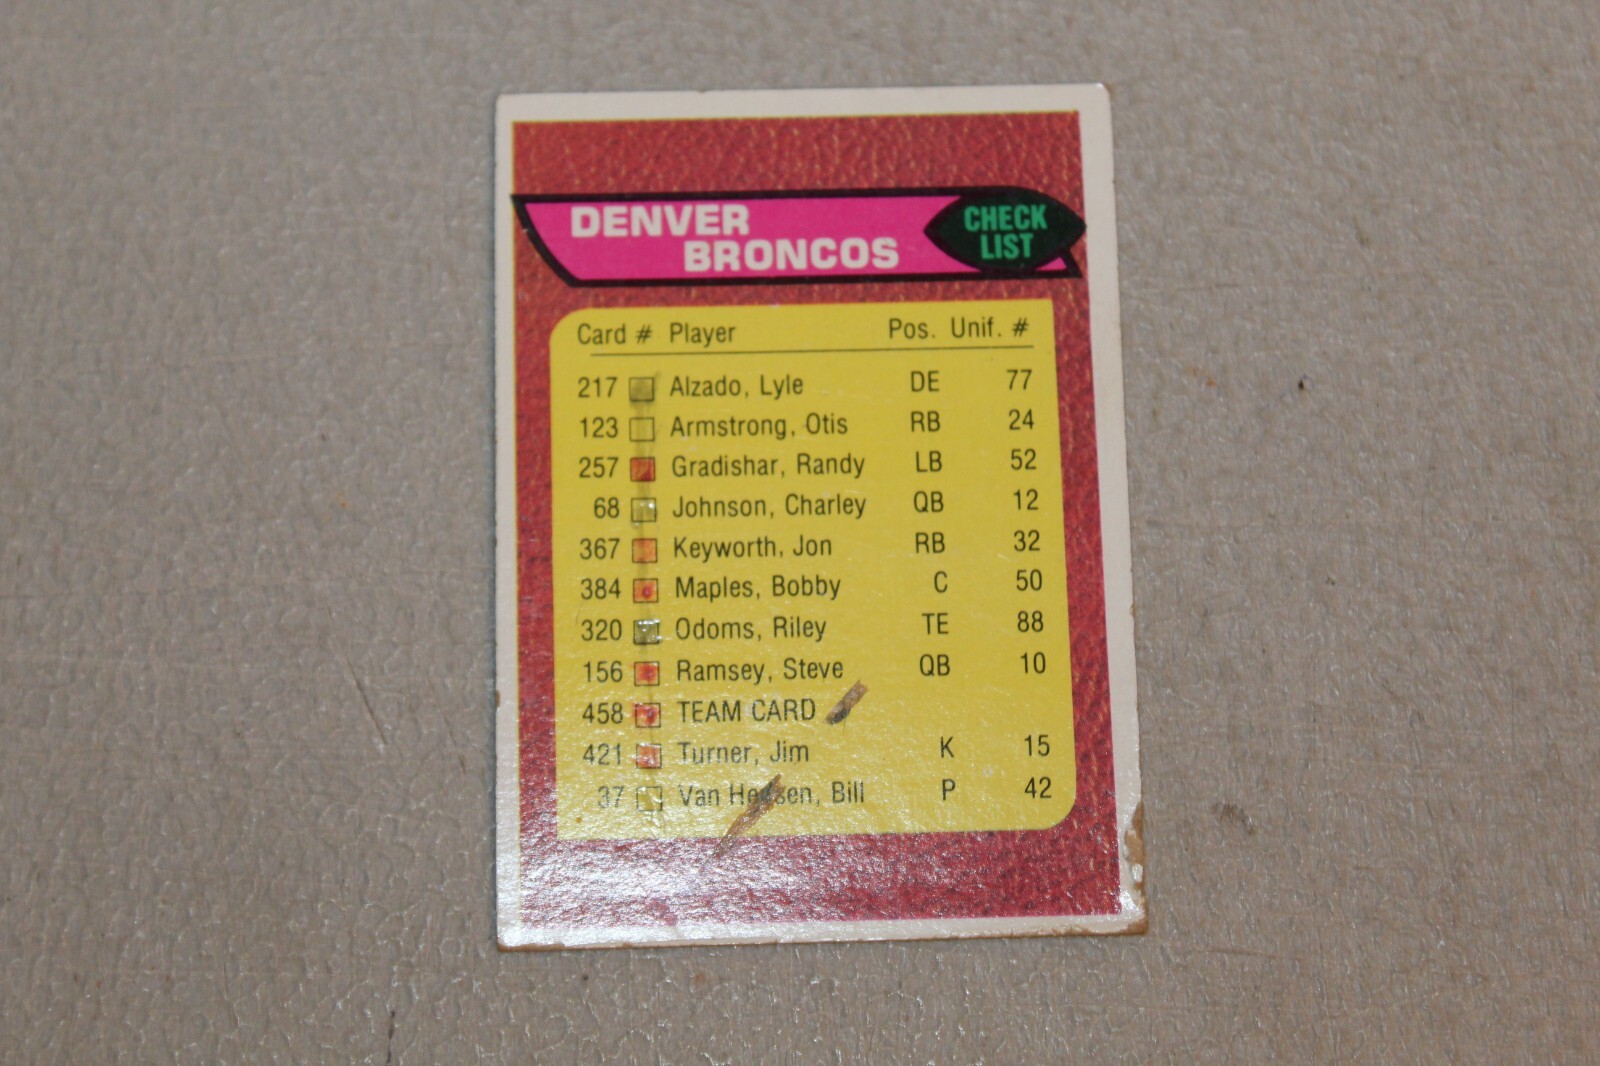 DENVER
BRONCOS
CHECK
LIST
Card # Player Pos. Unif. #
217 Alzado, Lyle DE 77
123 Armstrong, Otis RB 24
257 Gradishar, Randy LB 52
68 Johnson, Charley QB 12
367 Keyworth, Jon RB 32
384 Maples, Bobby C 50
320 Odoms, Riley TE 88
156 Ramsey, Steve QB 10
458 TEAM CARD
421 Turner, Jim K 15
37 Van Heusen, Bill P 42